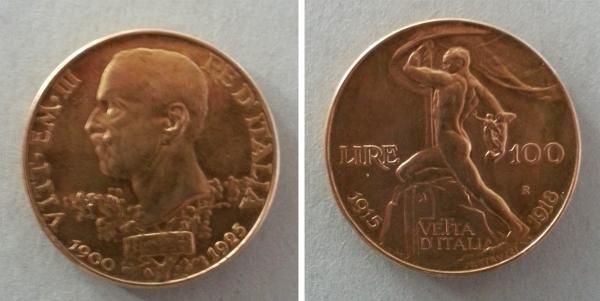 VITT · EM · III RE D'ITALIA
1900 1925
LIRE 100
R
1915 1918
VETTA
D'ITALIA